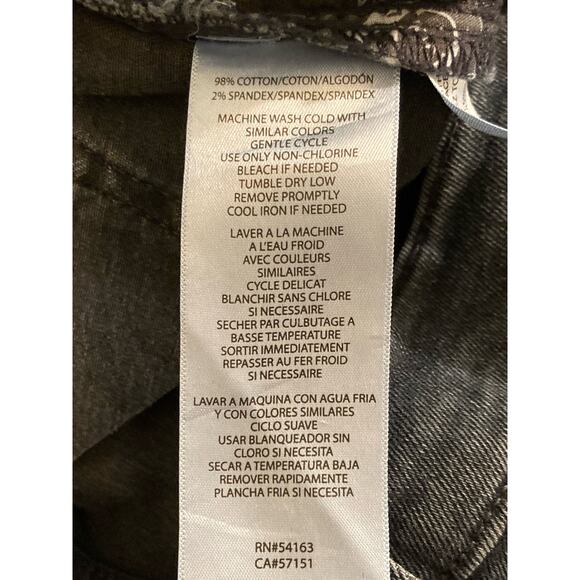 98% COTTON/COTON/ALGODÓN
2% SPANDEX/SPANDEX/SPANDEX
MACHINE WASH COLD WITH
SIMILAR COLORS
GENTLE CYCLE
USE ONLY NON-CHLORINE
BLEACH IF NEEDED
TUMBLE DRY LOW
REMOVE PROMPTLY
COOL IRON IF NEEDED
LAVER A LA MACHINE
A L'EAU FROID
AVEC COULEURS
SIMILAIRES
CYCLE DELICAT
BLANCHIR SANS CHLORE
SI NECESSAIRE
SECHER PAR CULBUTAGE A
BASSE TEMPERATURE
SORTIR IMMEDIATEMENT
REPASSER AU FER FROID
SI NECESSAIRE
LAVAR A MAQUINA CON AGUA FRIA
Y CON COLORES SIMILARES
CICLO SUAVE
USAR BLANQUEADOR SIN
CLORO SI NECESITA
SECAR A TEMPERATURA BAJA
REMOVER RAPIDAMENTE
PLANCHA FRIA SI NECESITA
RN#54163
CA#57151